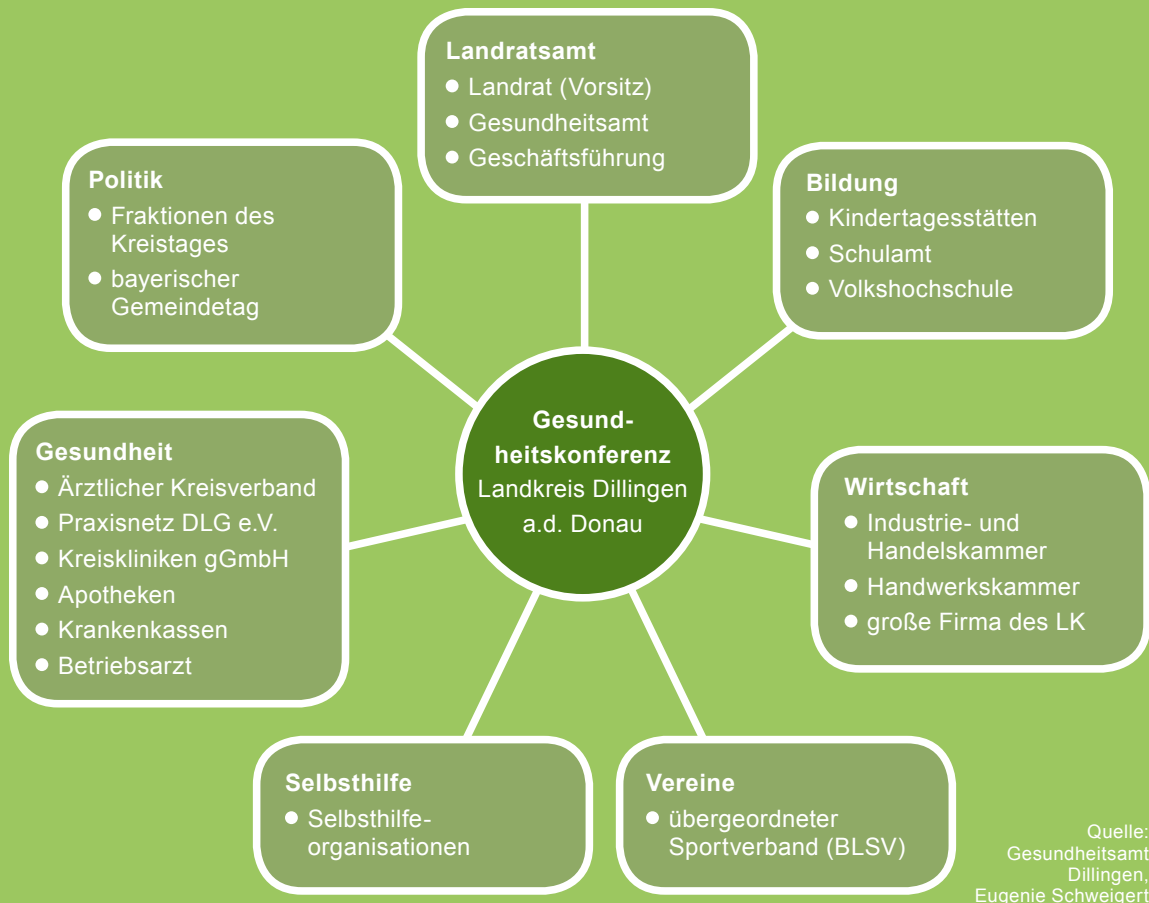 Landratsamt
● Landrat (Vorsitz)
● Gesundheitsamt
● Geschäftsführung
Politik
● Fraktionen des
Kreistages
● bayerischer
Gemeindetag
Bildung
● Kindertagesstätten
● Schulamt
● Volkshochschule
Gesund-
heitskonferenz
Landkreis Dillingen
a.d. Donau
Gesundheit
● Ärztlicher Kreisverband
● Praxisnetz DLG e.V.
● Kreiskliniken gGmbH
● Apotheken
● Krankenkassen
● Betriebsarzt
Wirtschaft
● Industrie- und
Handelskammer
● Handwerkskammer
● große Firma des LK
Selbsthilfe
● Selbsthilfe-
organisationen
Vereine
● übergeordneter
Sportverband (BLSV)
Quelle:
Gesundheitsamt
Dillingen,
Eugenie Schweigert